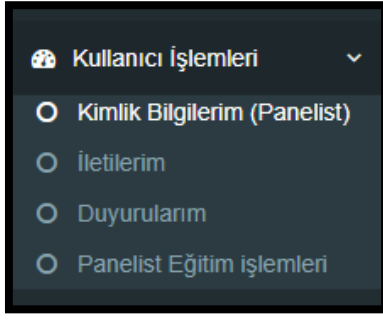 Kullanıcı İşlemleri
Kimlik Bilgilerim (Panelist)
İletilerim
Duyurularım
Panelist Eğitim işlemleri